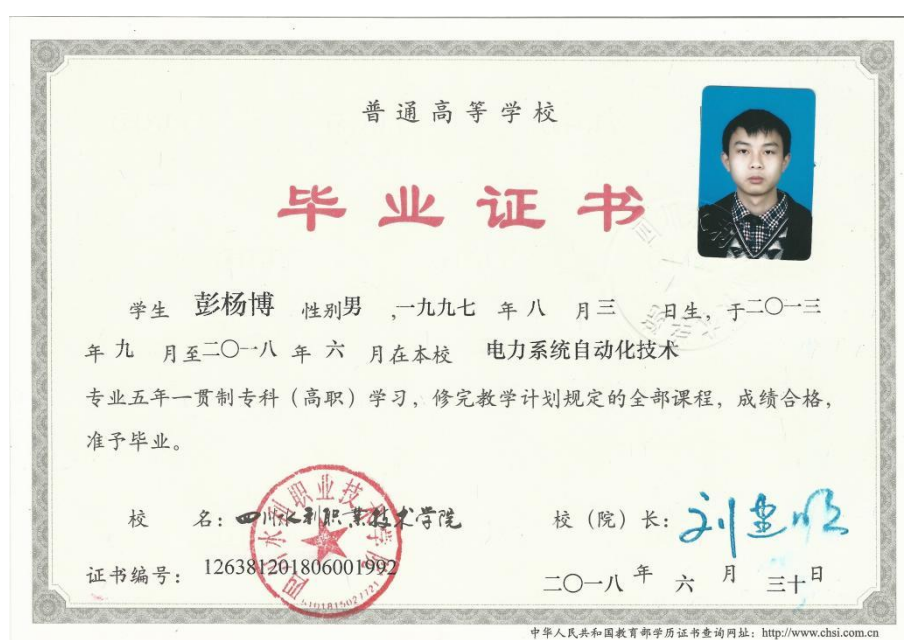 普通高等学校
毕业证书
学生 彭杨博 性别男 ,一九九七 年八 月三 日生，于二〇一三
年九 月至二〇一八 年 六 月在本校 电力系统自动化技术
专业五年一贯制专科（高职）学习，修完教学计划规定的全部课程，成绩合格，
准予毕业。
校 名：四川水利职业技术学院
校（院）长：
证书编号： 126381201806001992
二〇一八 年 六 月 三十日
中华人民共和国教育部学历证书查询网址：http://www.chsi.com.cn